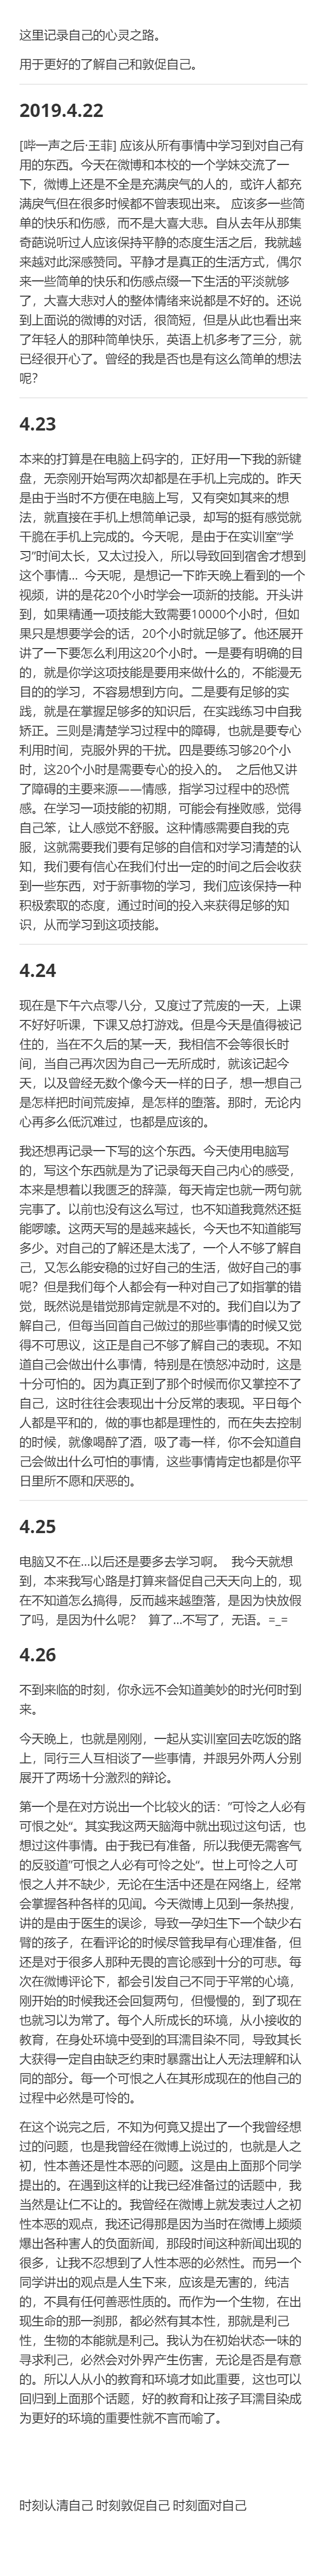 这里记录自己的心灵之路。
用于更好的了解自己和敦促自己。
2019.4.22
[哔一声之后·王菲] 应该从所有事情中学习到对自己有
用的东西。今天在微博和本校的一个学妹交流了一
下，微博上还是不全是充满戾气的人的，或许人都充
满戾气但在很多时候都不曾表现出来。 应该多一些简
单的快乐和伤感，而不是大喜大悲。自从去年从那集
奇葩说听过人应该保持平静的态度生活之后，我就越
来越对此深感赞同。平静才是真正的生活方式，偶尔
来一些简单的快乐和伤感点缀一下生活的平淡就够
了，大喜大悲对人的整体情绪来说都是不好的。还说
到上面说的微博的对话，很简短，但是从此也看出来
了年轻人的那种简单快乐，英语上机多考了三分，就
已经很开心了。曾经的我是否也是有这么简单的想法
呢？
4.23
本来的打算是在电脑上码字的，正好用一下我的新键
盘，无奈刚开始写两次却都是在手机上完成的。昨天
是由于当时不方便在电脑上写，又有突如其来的想
法，就直接在手机上想简单记录，却写的挺有感觉就
干脆在手机上完成的。今天呢，是由于在实训室“学
习”时间太长，又太过投入，所以导致回到宿舍才想到
这个事情... 今天呢，是想记一下昨天晚上看到的一个
视频，讲的是花20个小时学会一项新的技能。开头讲
到，如果精通一项技能大致需要10000个小时，但如
果只是想要学会的话，20个小时就足够了。他还展开
讲了一下要怎么利用这20个小时。一是要有明确的目
的，就是你学这项技能是要用来做什么的，不能漫无
目的的学习，不容易想到方向。二是要有足够的实
践，就是在掌握足够多的知识后，在实践练习中自我
矫正。三则是清楚学习过程中的障碍，也就是要专心
利用时间，克服外界的干扰。四是要练习够20个小
时，这20个小时是需要专心的投入的。 之后他又讲
了障碍的主要来源——情感，指学习过程中的恐慌
感。在学习一项技能的初期，可能会有挫败感，觉得
自己笨，让人感觉不舒服。这种情感需要自我的克
服，这就需要我们要有足够的自信和对学习清楚的认
知，我们要有信心在我们付出一定的时间之后会收获
到一些东西，对于新事物的学习，我们应该保持一种
积极索取的态度，通过时间的投入来获得足够的知
识，从而学习到这项技能。
4.24
现在是下午六点零八分，又度过了荒废的一天，上课
不好好听课，下课又总打游戏。但是今天是值得被记
住的，当在不久后的某一天，我相信不会等很长时
间，当自己再次因为自己一无所成时，就该记起今
天，以及曾经无数个像今天一样的日子，想一想自己
是怎样把时间荒废掉，是怎样的堕落。那时，无论内
心再多么低沉难过，也都是应该的。
我还想再记录一下写的这个东西。今天使用电脑写
的，写这个东西就是为了记录每天自己内心的感受，
本来是想着以我匮乏的辞藻，每天肯定也就一两句就
完事了。以前也没有这么写过，也不知道我竟然还挺
能啰嗦。这两天写的是越来越长，今天也不知道能写
多少。对自己的了解还是太浅了，一个人不够了解自
己，又怎么能安稳的过好自己的生活，做好自己的事
呢？但是我们每个人都会有一种对自己了如指掌的错
觉，既然说是错觉那肯定就是不对的。我们自以为了
解自己，但每当回首自己做过的那些事情的时候又觉
得不可思议，这正是自己不够了解自己的表现。不知
道自己会做出什么事情，特别是在愤怒冲动时，这是
十分可怕的。因为真正到了那个时候而你又掌控不了
自己，这时往往会表现出十分反常的表现。平日每个
人都是平和的，做的事也都是理性的，而在失去控制
的时候，就像喝醉了酒，吸了毒一样，你不会知道自
己会做出什么可怕的事情，这些事情肯定也都是你平
日里所不愿和厌恶的。
4.25
电脑又不在...以后还是要多去学习啊。 我今天就想
到，本来我写心路是打算来督促自己天天向上的，现
在不知道怎么搞得，反而越来越堕落，是因为快放假
了吗，是因为什么呢？ 算了...不写了，无语。=_=
4.26
不到来临的时刻，你永远不会知道美妙的时光何时到
来。
今天晚上，也就是刚刚，一起从实训室回去吃饭的路
上，同行三人互相谈了一些事情，并跟另外两人分别
展开了两场十分激烈的辩论。
第一个是在对方说出一个比较火的话：”可怜之人必有
可恨之处“。其实我这两天脑海中就出现过这句话，也
想过这件事情。由于我已有准备，所以我便无需客气
的反驳道”可恨之人必有可怜之处“。世上可怜之人可
恨之人并不缺少，无论在生活中还是在网络上，经常
会掌握各种各样的见闻。今天微博上见到一条热搜，
讲的是由于医生的误诊，导致一孕妇生下一个缺少右
臂的孩子，在看评论的时候尽管我早有心理准备，但
还是对于很多人那种无畏的言论感到十分的可悲。每
次在微博评论下，都会引发自己不同于平常的心境，
刚开始的时候我还会回复两句，但慢慢的，到了现在
也就习以为常了。每个人所成长的环境，从小接收的
教育，在身处环境中受到的耳濡目染不同，导致其长
大获得一定自由缺乏约束时暴露出让人无法理解和认
同的部分。每一个可恨之人在其形成现在的他自己的
过程中必然是可怜的。
在这个说完之后，不知为何竟又提出了一个我曾经想
过的问题，也是我曾经在微博上说过的，也就是人之
初，性本善还是性本恶的问题。这是由上面那个同学
提出的。在遇到这样的让我已经准备过的话题中，我
当然是让仁不让的。我曾经在微博上就发表过人之初
性本恶的观点，我还记得那是因为当时在微博上频频
爆出各种害人的负面新闻，那段时间这种新闻出现的
很多，让我不忍想到了人性本恶的必然性。而另一个
同学讲出的观点是人生下来，应该是无害的，纯洁
的，不具有任何善恶性质的。而作为一个生物，在出
现生命的那一刹那，都必然有其本性，那就是利己
性，生物的本能就是利己。我认为在初始状态一味的
寻求利己，必然会对外界产生伤害，无论是否是有意
的。所以人从小的教育和环境才如此重要，这也可以
回归到上面那个话题，好的教育和让孩子耳濡目染成
为更好的环境的重要性就不言而喻了。
时刻认清自己 时刻敦促自己 时刻面对自己